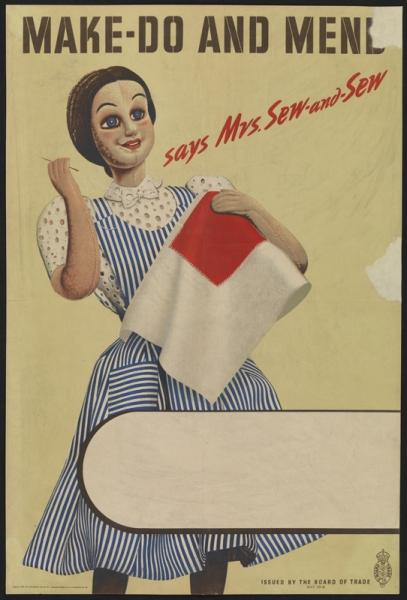 MAKE-DO AND MEND
says Mrs. Sew-and-Sew
ISSUED BY THE BOARD OF TRADE